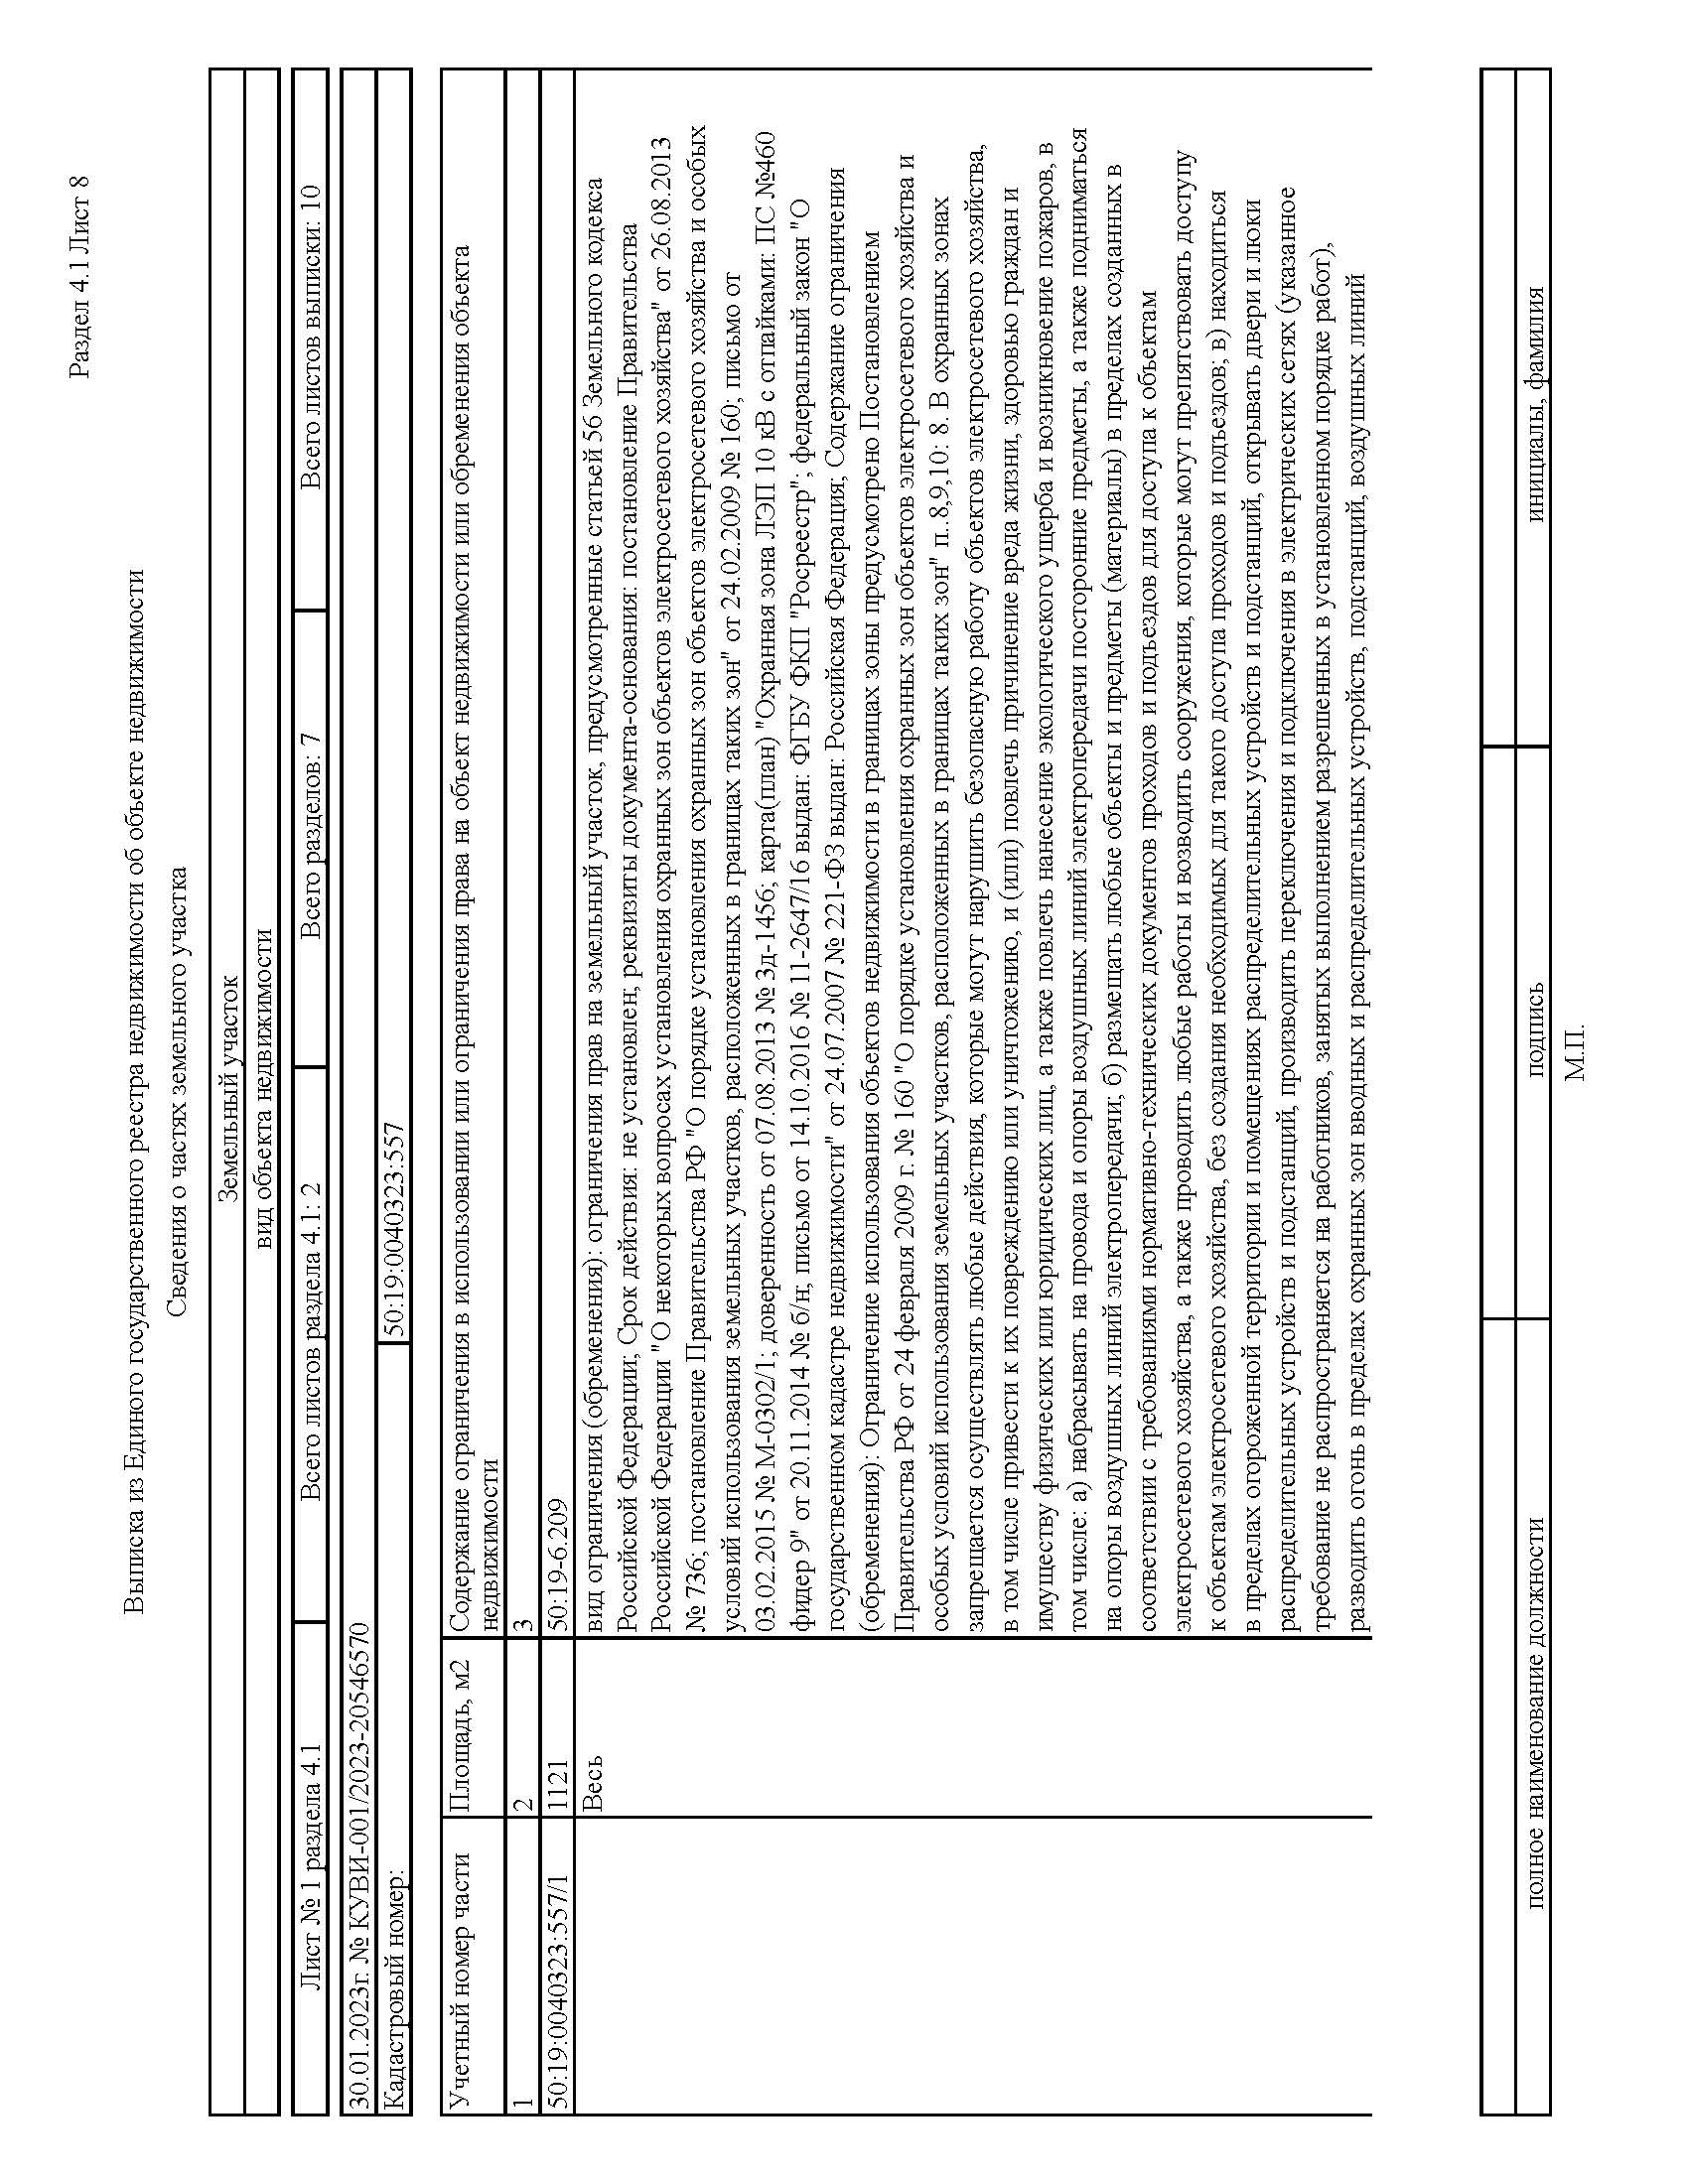 Раздел 4.1 Лист 8
Выписка из Единого государственного реестра недвижимости об объекте недвижимости
Сведения о частях земельного участка
Земельный участок
вид объекта недвижимости
Лист № 1 раздела 4.1
Всего листов раздела 4.1: 2
Всего разделов: 7
Всего листов выписки: 10
30.01.2023г. № КУВИ-001/2023-20546570
Кадастровый номер:
50:19:0040323:557
Учетный номер части
Площадь, м2
Содержание ограничения в использовании или ограничения права на объект недвижимости или обременения объекта
недвижимости
1
2
3
50:19:0040323:557/1
1121
50:19-6.209
Весь
вид ограничения (обременения): ограничения прав на земельный участок, предусмотренные статьей 56 Земельного кодекса
Российской Федерации; Срок действия: не установлен; реквизиты документа-основания: постановление Правительства
Российской Федерации "О некоторых вопросах установления охранных зон объектов электросетевого хозяйства" от 26.08.2013
№ 736; постановление Правительства РФ "О порядке установления охранных зон объектов электросетевого хозяйства и особых
условий использования земельных участков, расположенных в границах таких зон" от 24.02.2009 № 160; письмо от
03.02.2015 № М-0302/1; доверенность от 07.08.2013 № 3д-1456; карта(план) "Охранная зона ЛЭП 10 кВ с отпайками: ПС №460
фидер 9" от 20.11.2014 № б/н; письмо от 14.10.2016 № 11-2647/16 выдан: ФГБУ ФКП "Росреестр"; федеральный закон "О
государственном кадастре недвижимости" от 24.07.2007 № 221-ФЗ выдан: Российская Федерация; Содержание ограничения
(обременения): Ограничение использования объектов недвижимости в границах зоны предусмотрено Постановлением
Правительства РФ от 24 февраля 2009 г. № 160 "О порядке установления охранных зон объектов электросетевого хозяйства и
особых условий использования земельных участков, расположенных в границах таких зон" п..8,9,10: 8. В охранных зонах
запрещается осуществлять любые действия, которые могут нарушить безопасную работу объектов электросетевого хозяйства,
в том числе привести к их повреждению или уничтожению, и (или) повлечь причинение вреда жизни, здоровью граждан и
имуществу физических или юридических лиц, а также повлечь нанесение экологического ущерба и возникновение пожаров, в
том числе: а) набрасывать на провода и опоры воздушных линий электропередачи посторонние предметы, а также подниматься
на опоры воздушных линий электропередачи; б) размещать любые объекты и предметы (материалы) в пределах созданных в
соответствии с требованиями нормативно-технических документов проходов и подъездов для доступа к объектам
электросетевого хозяйства, а также проводить любые работы и возводить сооружения, которые могут препятствовать доступу
к объектам электросетевого хозяйства, без создания необходимых для такого доступа проходов и подъездов; в) находиться
в пределах огороженной территории и помещениях распределительных устройств и подстанций, открывать двери и люки
распределительных устройств и подстанций, производить переключения и подключения в электрических сетях (указанное
требование не распространяется на работников, занятых выполнением разрешенных в установленном порядке работ),
разводить огонь в пределах охранных зон вводных и распределительных устройств, подстанций, воздушных линий
полное наименование должности
подпись
инициалы, фамилия
М.П.